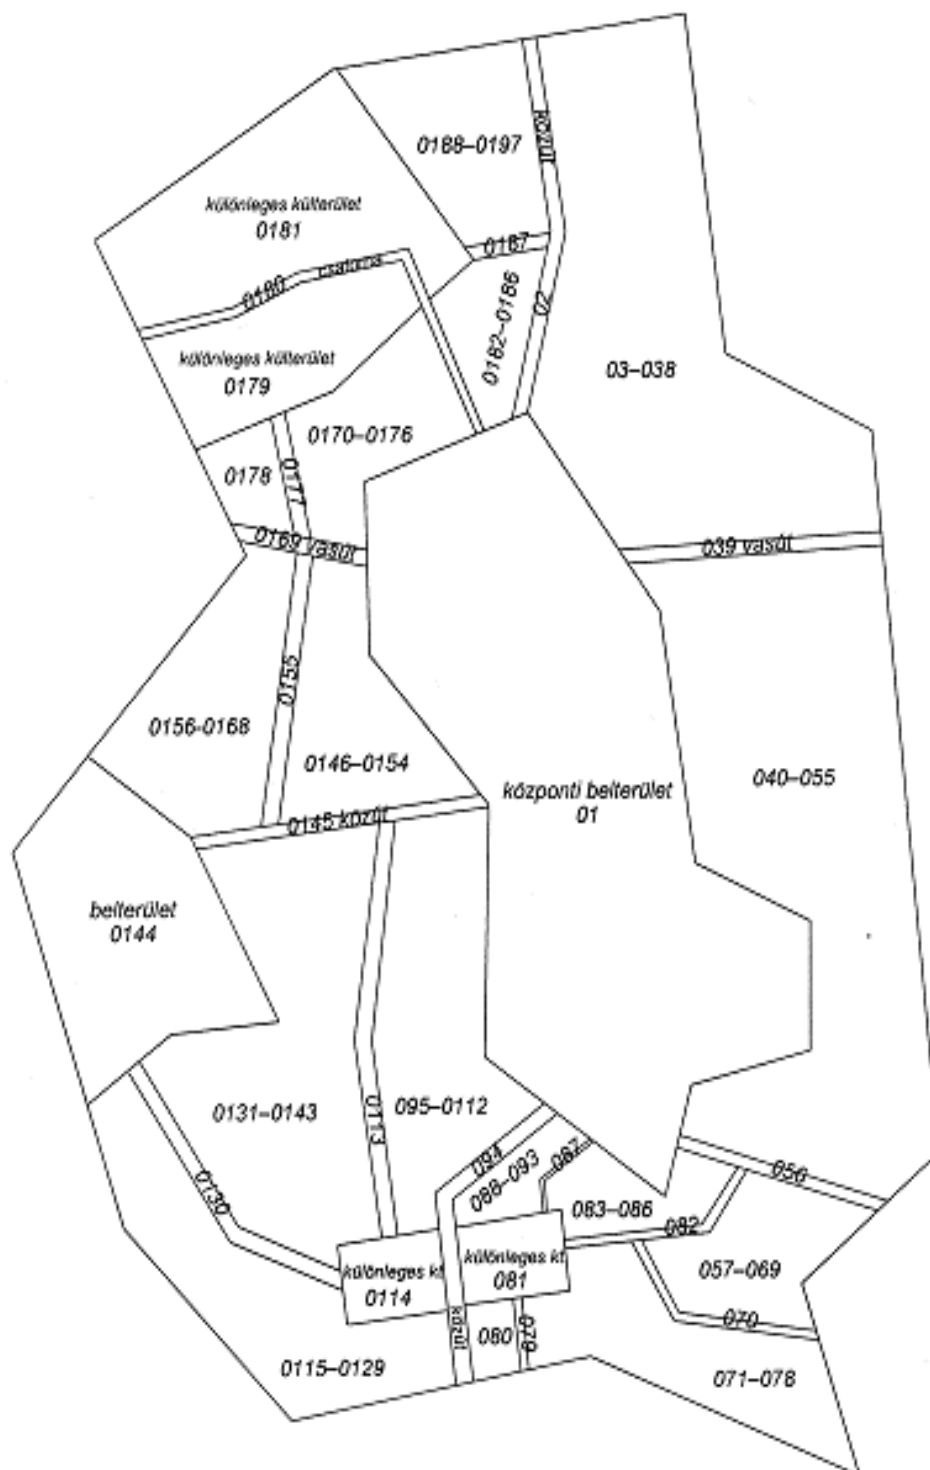 közút
0188–0197
különleges külterület
0181
0187
csatorna
0180
0182–0186
02
különleges külterület
0179
03–038
0170–0176
0178
0177
0169 vasút
039 vasút
0155
0156-0168
0146–0154
040–055
központi belterület
01
0145 közút
belterület
0144
0131–0143
0113
095–0112
094
088–093
087
056
0130
083–086
082
különleges kt
081
különleges kt
0114
057–069
070
közút
080
079
0115–0129
071–078